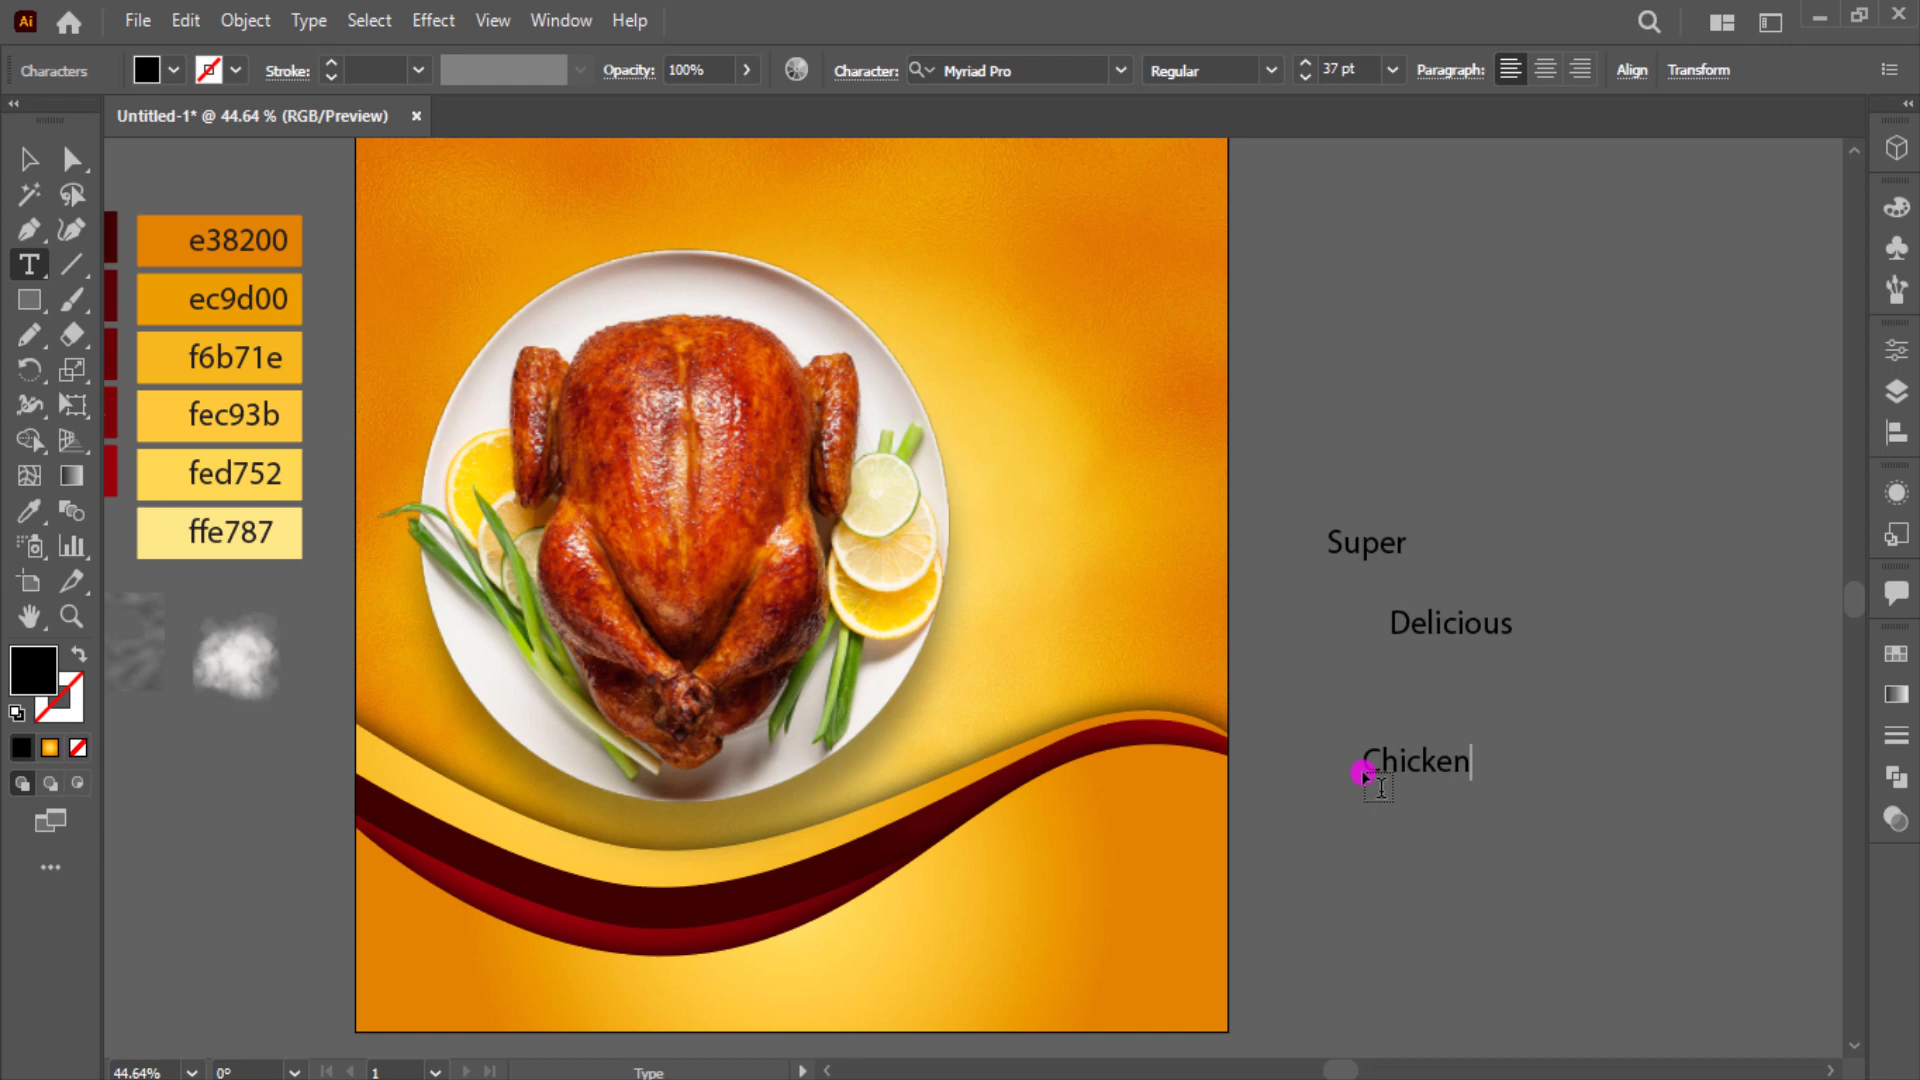 Ai File Edit Object Type Select Effect View Window Help
Characters Stroke: Opacity: 100% Character: Myriad Pro Regular 37 pt Paragraph: Align Transform
Untitled-1* @ 44.64 % (RGB/Preview) ×
T
e38200
ec9d00
f6b71e
fec93b
fed752
ffe787
Super
Delicious
Chicken
44.64% 0° 1 Type